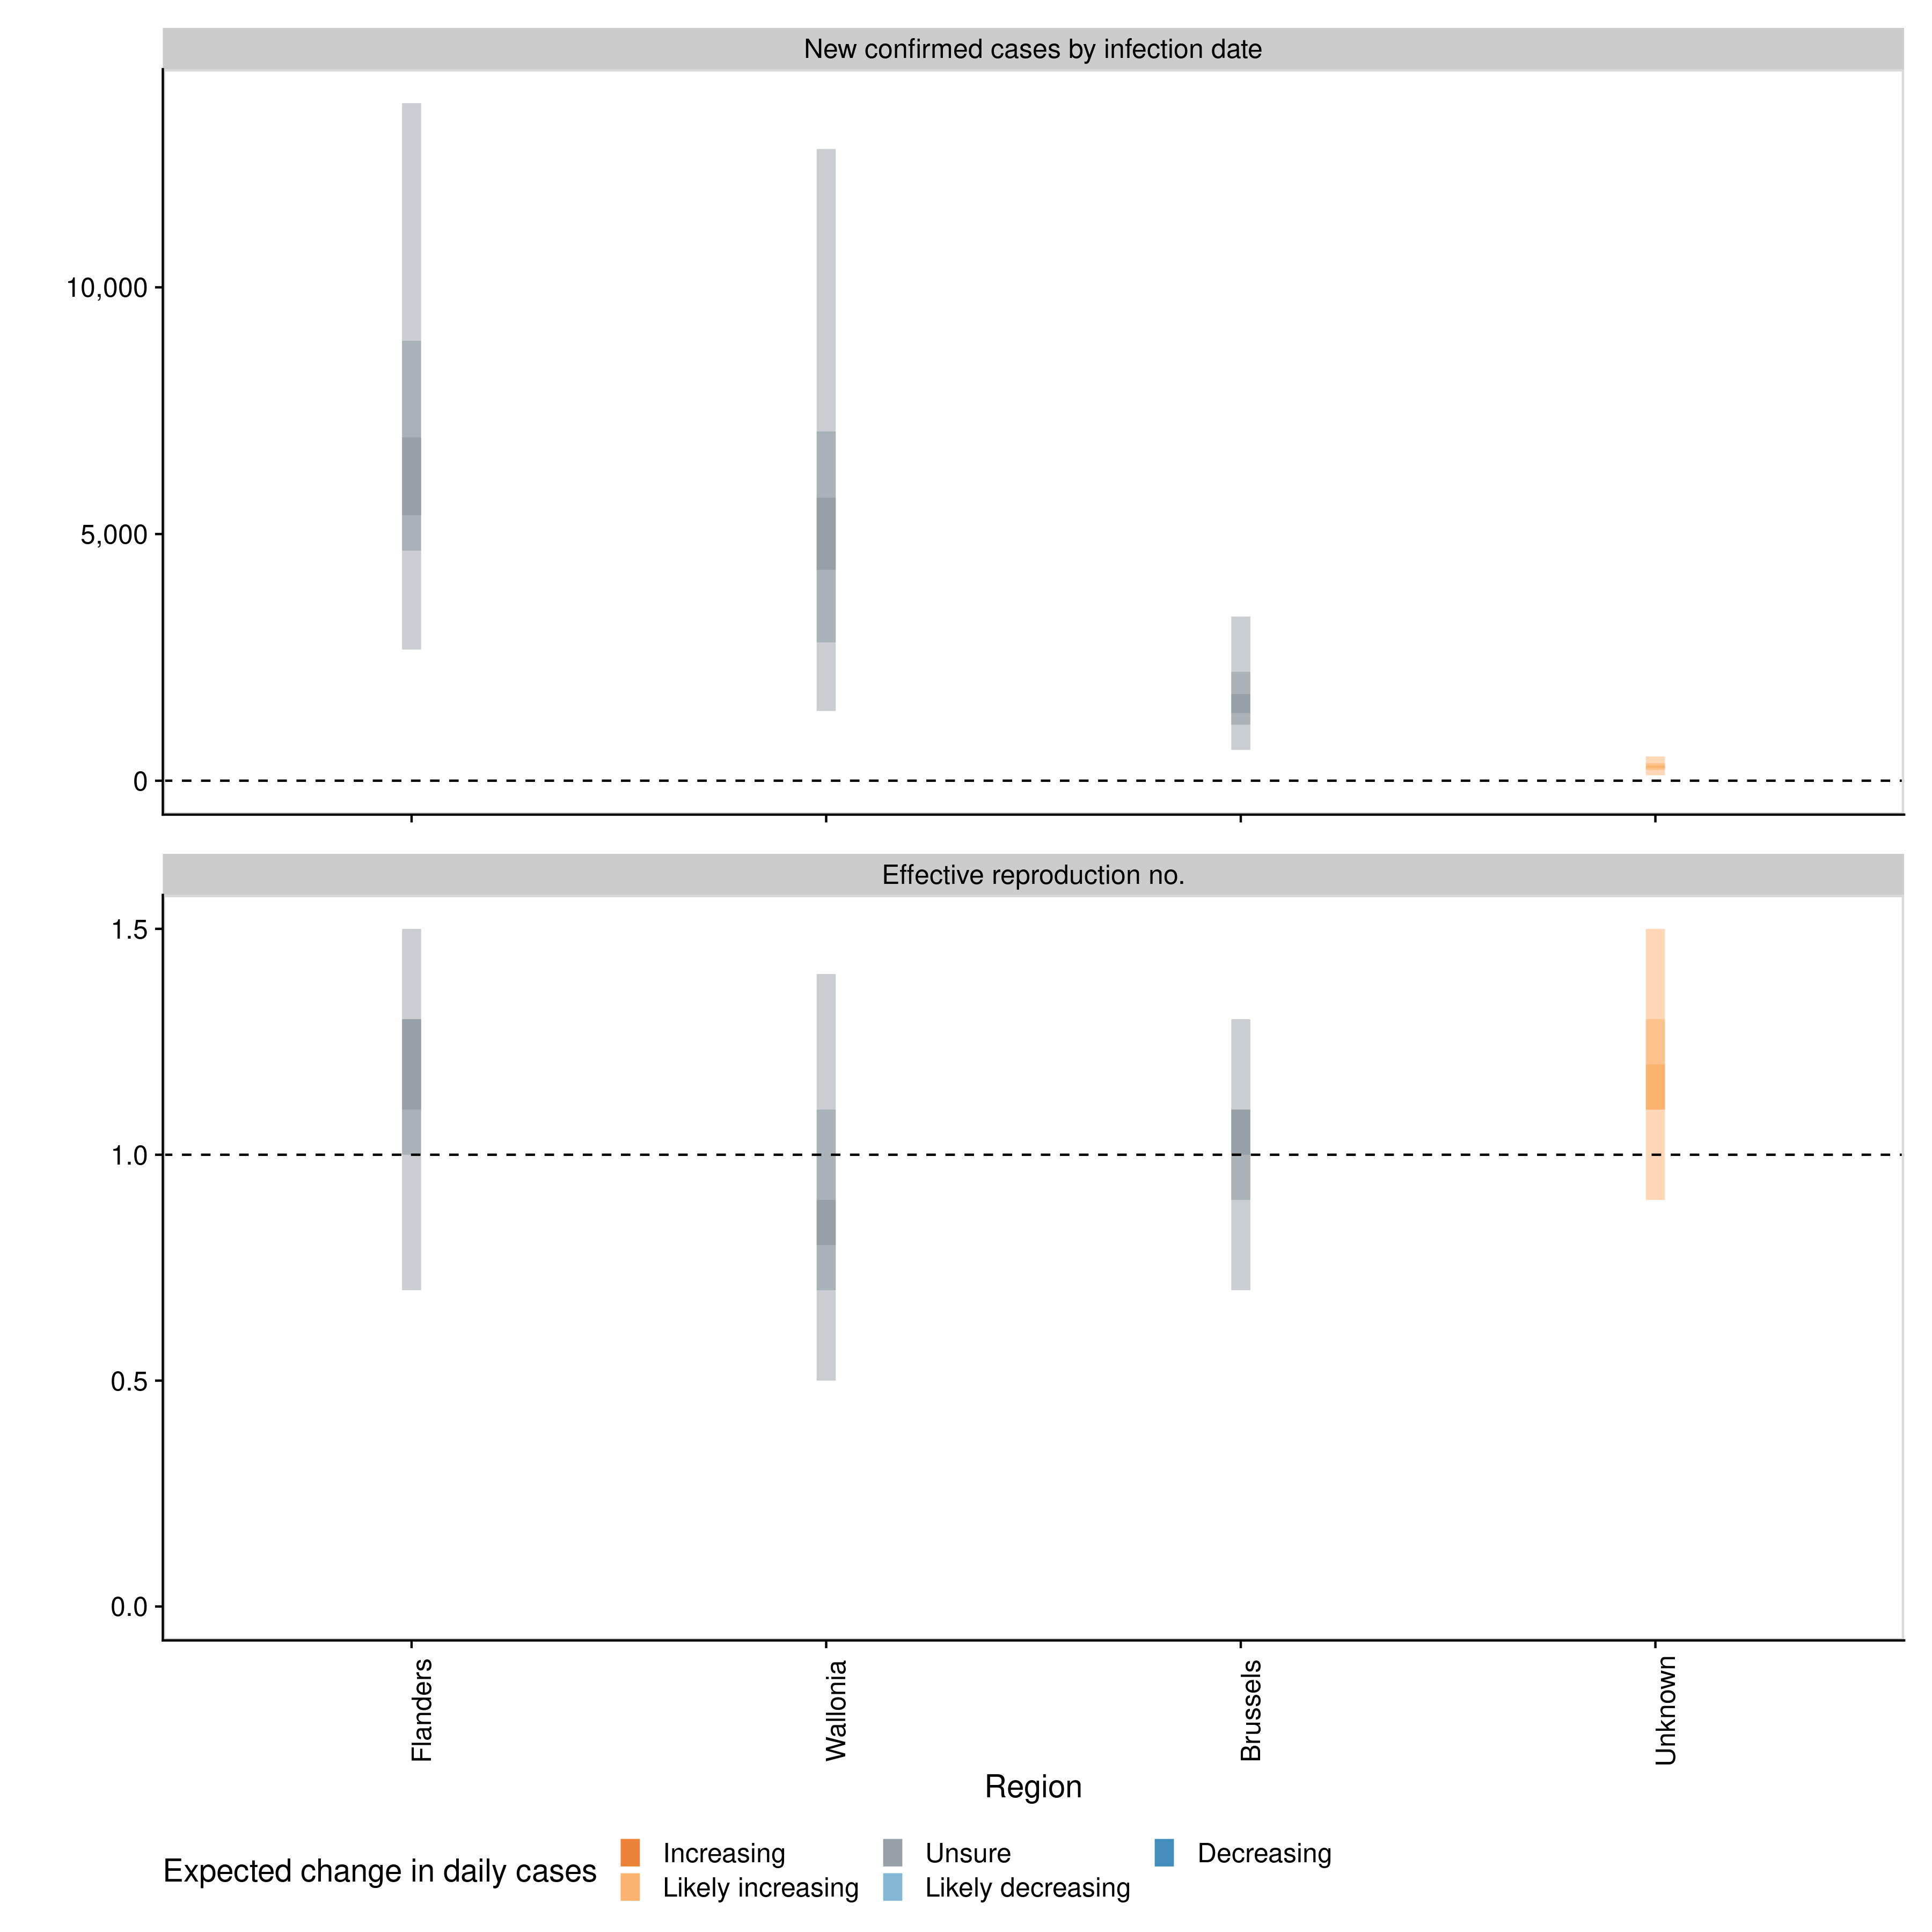 New confirmed cases by infection date
10,000
5,000
0
Effective reproduction no.
1.5
1.0
0.5
0.0
Flanders
Wallonia
Brussels
Unknown
Region
Expected change in daily cases
Increasing
Likely increasing
Unsure
Likely decreasing
Decreasing